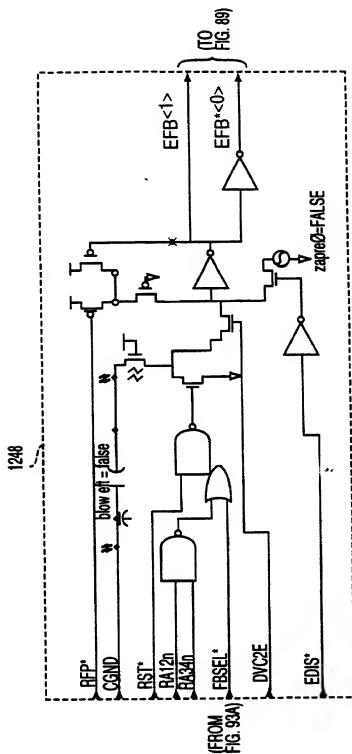 1248
RFP*
CGND
blow eft = false
RST*
RA12n
RA34n
FBSEL*
(FROM
FIG. 93A)
DVC2E
EDIS*
zapreØ=FALSE
EFB<1>
EFB*<0>
(TO
FIG. 89)